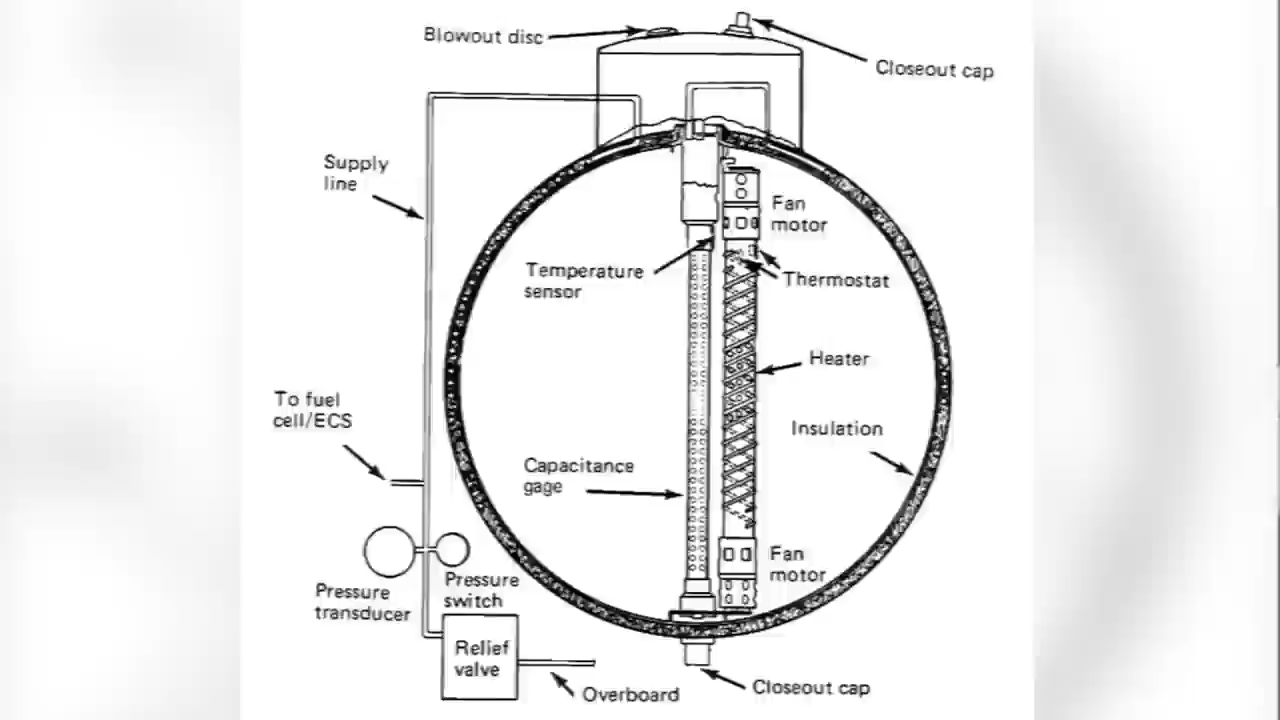 Blowout disc
Closeout cap
Supply
line
Fan
motor
Temperature
sensor
Thermostat
Heater
To fuel
cell/ECS
Insulation
Capacitance
gage
Fan
motor
Pressure
transducer
Pressure
switch
Relief
valve
Overboard
Closeout cap